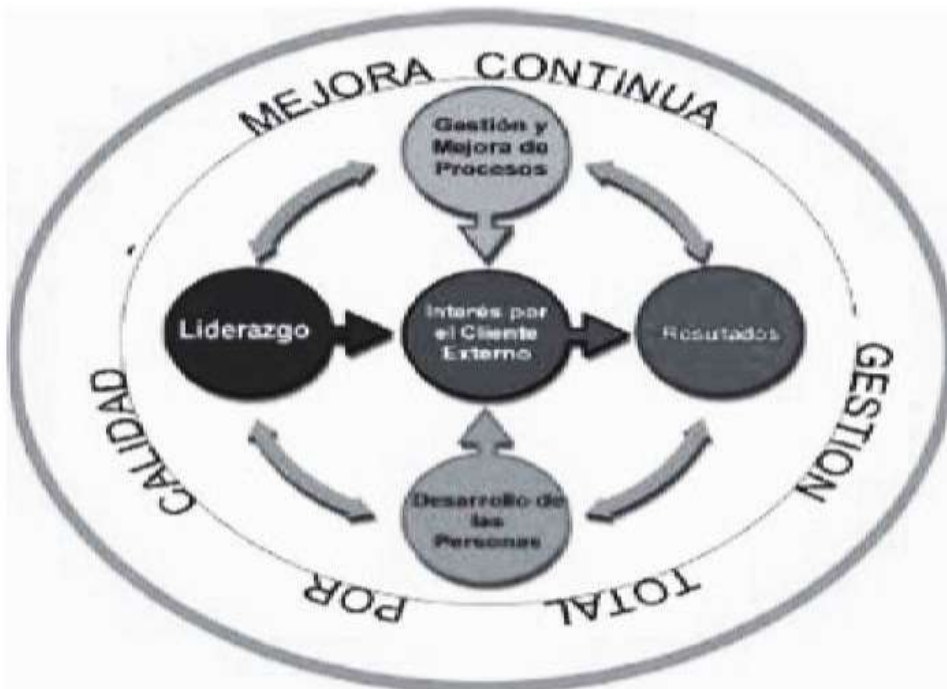 MEJORA CONTINUA
Gestión y
Mejora de
Procesos
Liderazgo
Interés por
el Cliente
Externo
Resultados
Desarrollo de
las
Personas
GESTION
TOTAL
POR
CALIDAD